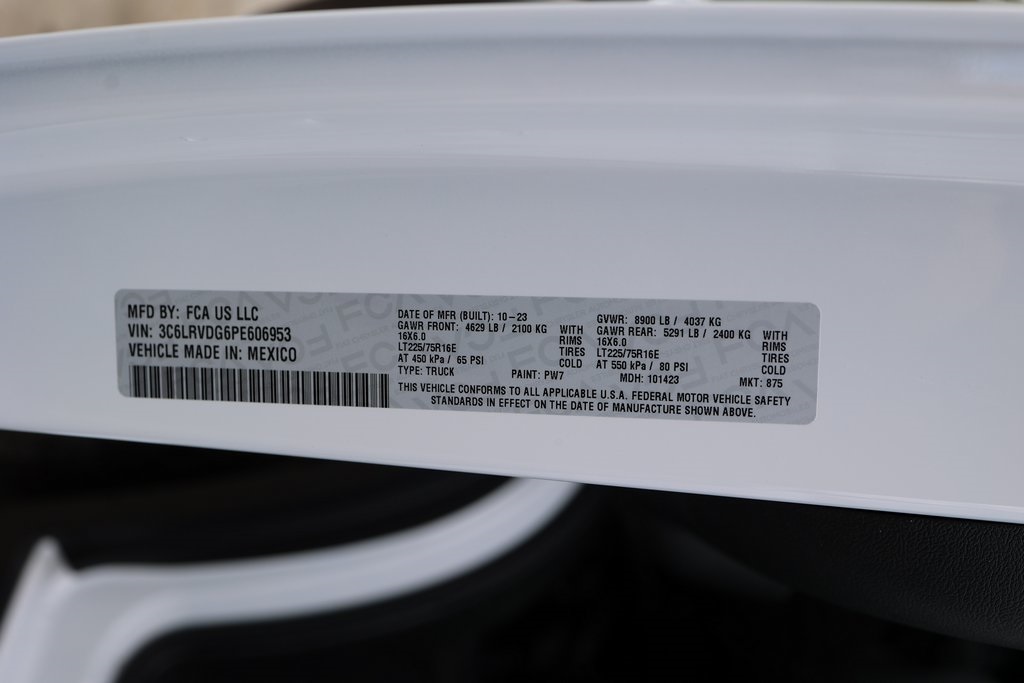 MFD BY: FCA US LLC
VIN: 3C6LRVDG6PE606953
VEHICLE MADE IN: MEXICO
DATE OF MFR (BUILT): 10-23
GAWR FRONT: 4629 LB / 2100 KG WITH
16X6.0 RIMS
LT225/75R16E TIRES
AT 450 kPa / 65 PSI COLD
TYPE: TRUCK PAINT: PW7
GVWR: 8900 LB / 4037 KG
GAWR REAR: 5291 LB / 2400 KG WITH
16X6.0 RIMS
LT225/75R16E TIRES
AT 550 kPa / 80 PSI COLD
MDH: 101423 MKT: 875
THIS VEHICLE CONFORMS TO ALL APPLICABLE U.S.A. FEDERAL MOTOR VEHICLE SAFETY
STANDARDS IN EFFECT ON THE DATE OF MANUFACTURE SHOWN ABOVE.